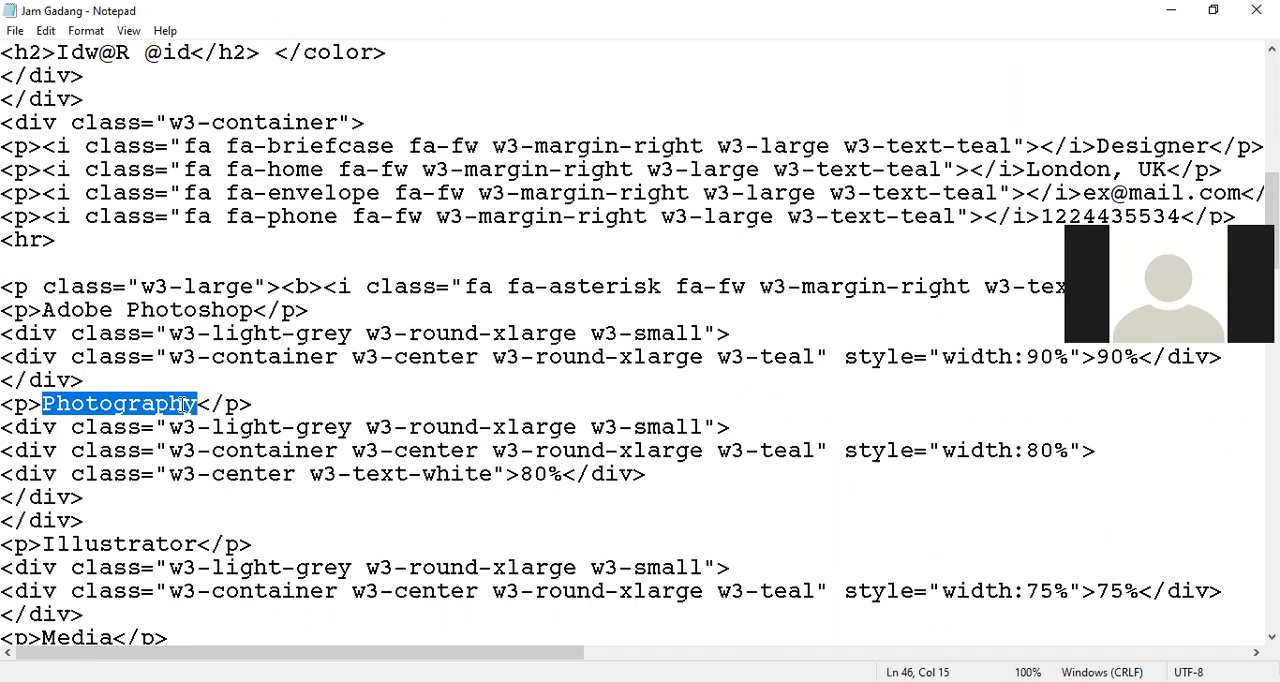 Jam Gadang - Notepad
File Edit Format View Help
<h2>Idw@R @id</h2> </color>
</div>
</div>
<div class="w3-container">
<p><i class="fa fa-briefcase fa-fw w3-margin-right w3-large w3-text-teal"></i>Designer</p>
<p><i class="fa fa-home fa-fw w3-margin-right w3-large w3-text-teal"></i>London, UK</p>
<p><i class="fa fa-envelope fa-fw w3-margin-right w3-large w3-text-teal"></i>ex@mail.com</
<p><i class="fa fa-phone fa-fw w3-margin-right w3-large w3-text-teal"></i>1224435534</p>
<hr>
<p class="w3-large"><b><i class="fa fa-asterisk fa-fw w3-margin-right w3-tex
<p>Adobe Photoshop</p>
<div class="w3-light-grey w3-round-xlarge w3-small">
<div class="w3-container w3-center w3-round-xlarge w3-teal" style="width:90%">90%</div>
</div>
<p>Photography</p>
<div class="w3-light-grey w3-round-xlarge w3-small">
<div class="w3-container w3-center w3-round-xlarge w3-teal" style="width:80%">
<div class="w3-center w3-text-white">80%</div>
</div>
</div>
<p>Illustrator</p>
<div class="w3-light-grey w3-round-xlarge w3-small">
<div class="w3-container w3-center w3-round-xlarge w3-teal" style="width:75%">75%</div>
</div>
<p>Media</p>
Ln 46, Col 15 100% Windows (CRLF) UTF-8